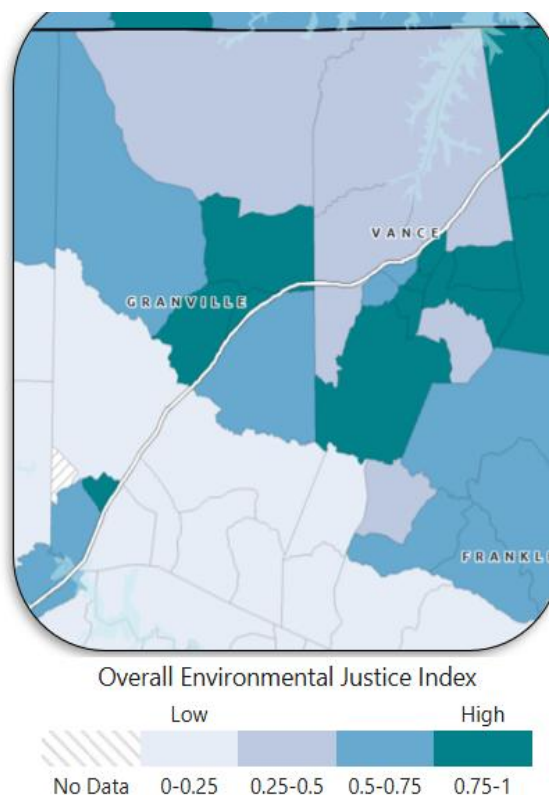 VANCE
GRANVILLE
FRANKLI
Overall Environmental Justice Index
Low High
No Data 0-0.25 0.25-0.5 0.5-0.75 0.75-1